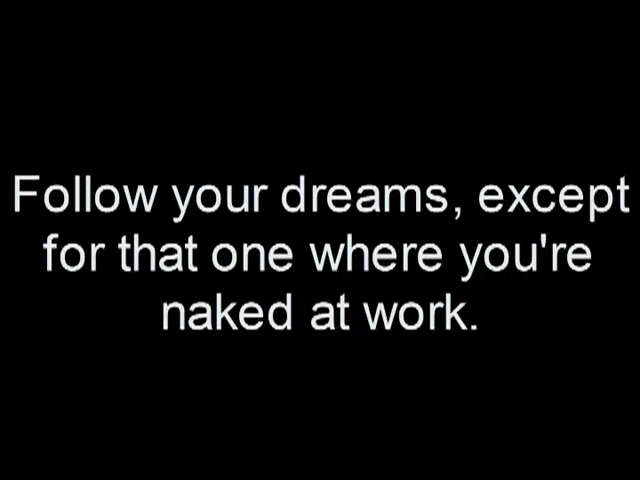 Follow your dreams, except
for that one where you're
naked at work.